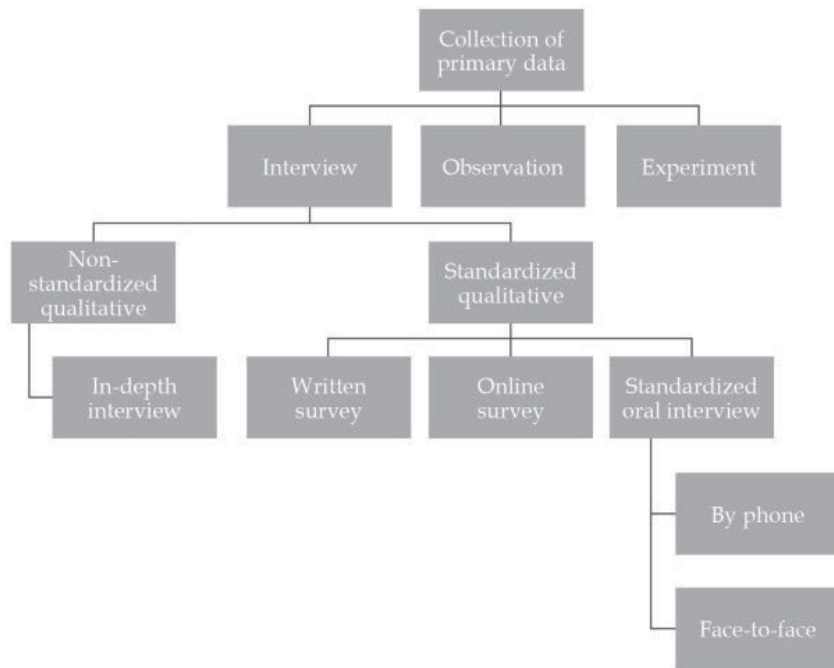 Collection of
primary data
Interview
Observation
Experiment
Non-
standardized
qualitative
Standardized
qualitative
In-depth
interview
Written
survey
Online
survey
Standardized
oral interview
By phone
Face-to-face